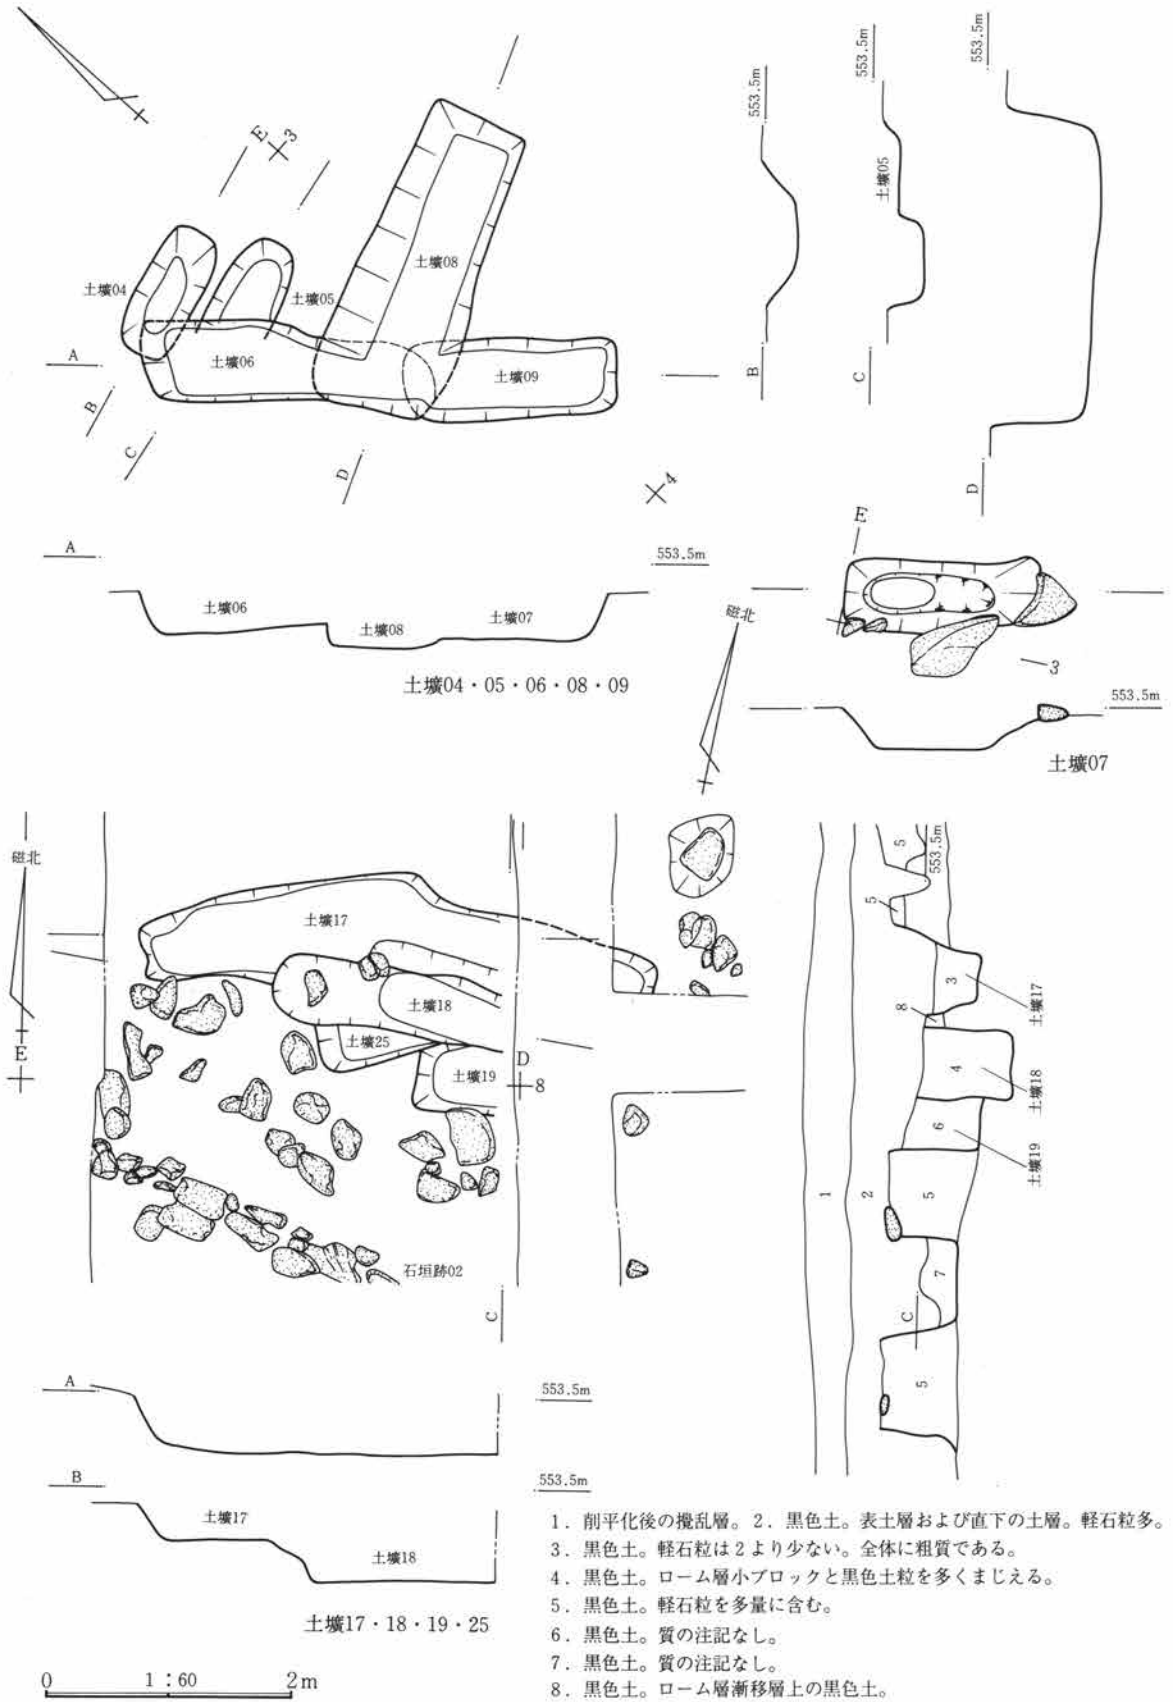 E
3
553.5m
553.5m
553.5m
土壙04
土壙05
土壙08
土壙05
A
土壙06
土壙09
B
C
D
4
B
C
D
A
553.5m
土壙06
土壙08
土壙07
土壙04・05・06・08・09
E
3
553.5m
土壙07
磁北
磁北
E
土壙17
土壙18
土壙25
土壙19
D
8
石垣跡02
C
5
553.5m
5
3
8
土壙17
4
土壙18
6
土壙19
1
2
5
7
C
5
A
553.5m
B
553.5m
土壙17
土壙18
土壙17・18・19・25
1．削平化後の攪乱層。2．黒色土。表土層および直下の土層。軽石粒多。
3．黒色土。軽石粒は2より少ない。全体に粗質である。
4．黒色土。ローム層小ブロックと黒色土粒を多くまじえる。
5．黒色土。軽石粒を多量に含む。
6．黒色土。質の注記なし。
7．黒色土。質の注記なし。
8．黒色土。ローム層漸移層上の黒色土。
0 1:60 2m